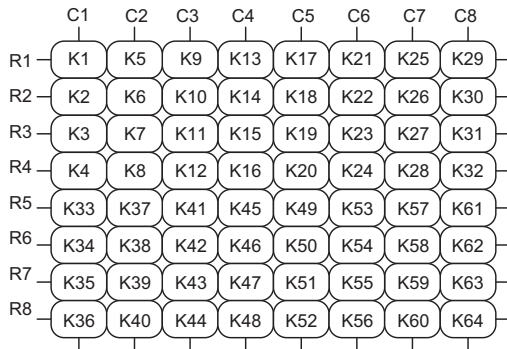 C1 C2 C3 C4 C5 C6 C7 C8
R1 K1 K5 K9 K13 K17 K21 K25 K29
R2 K2 K6 K10 K14 K18 K22 K26 K30
R3 K3 K7 K11 K15 K19 K23 K27 K31
R4 K4 K8 K12 K16 K20 K24 K28 K32
R5 K33 K37 K41 K45 K49 K53 K57 K61
R6 K34 K38 K42 K46 K50 K54 K58 K62
R7 K35 K39 K43 K47 K51 K55 K59 K63
R8 K36 K40 K44 K48 K52 K56 K60 K64